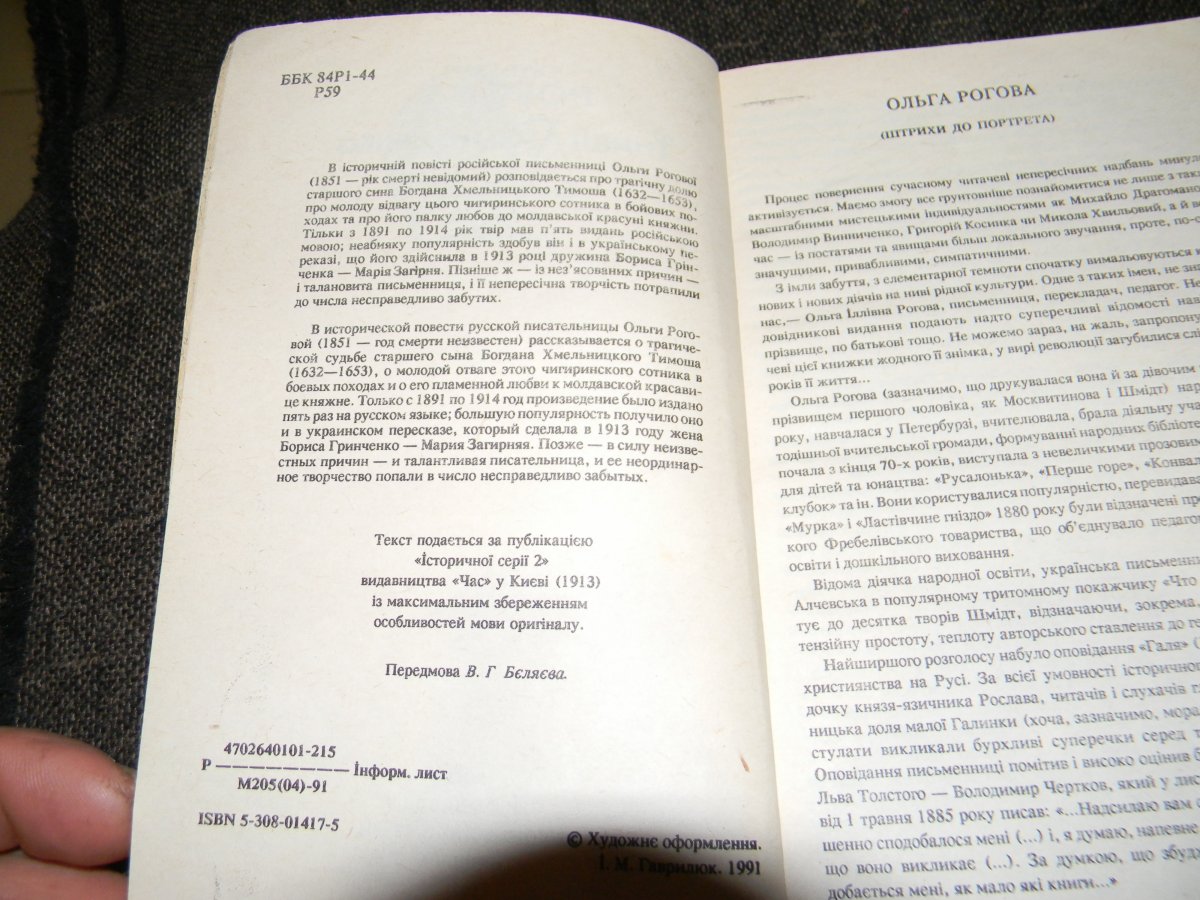 ББК 84Р1-44
Р59
В історичній повісті російської письменниці Ольги Рогової
(1851 — рік смерті невідомий) розповідається про трагічну долю
старшого сина Богдана Хмельницького Тимоша (1632—1653),
про молоду відвагу цього чигиринського сотника в бойових по-
ходах та про його палку любов до молдавської красуні княжни.
Тільки з 1891 по 1914 рік твір мав п’ять видань російською
мовою; неабияку популярність здобув він і в українському пе-
реказі, що його здійснила в 1913 році дружина Бориса Грін-
ченка — Марія Загірня. Пізніше ж — із нез’ясованих причин —
і талановита письменниця, і її непересічна творчість потрапили
до числа несправедливо забутих.
В исторической повести русской писательницы Ольги Рого-
вой (1851 — год смерти неизвестен) рассказывается о трагиче-
ской судьбе старшего сына Богдана Хмельницкого Тимоша
(1632—1653), о молодой отваге этого чигиринского сотника в
боевых походах и о его пламенной любви к молдавской красави-
це княжне. Только с 1891 по 1914 год произведение было издано
пять раз на русском языке; большую популярность получило оно
и в украинском пересказе, который сделала в 1913 году жена
Бориса Гринченко — Мария Загирняя. Позже — в силу неизве-
стных причин — и талантливая писательница, и ее неординар-
ное творчество попали в число несправедливо забытых.
Текст подається за публікацією
«Історичної серії 2»
видавництва «Час» у Києві (1913)
із максимальним збереженням
особливостей мови оригіналу.
Передмова В. Г Бєляєва.
4702640101-215
Р ————————— Інформ. лист
М205(04)-91
ISBN 5-308-01417-5
© Художнє оформлення.
І. М. Гаврилюк. 1991
ОЛЬГА РОГОВА
(ШТРИХИ ДО ПОРТРЕТА)
Процес повернення сучасному читачеві непересічних надбань
активізується. Маємо змогу все ґрунтовніше познайомитися не лише з
масштабними мистецькими індивідуальностями як Михайло
Володимир Винниченко, Григорій Косинка чи Микола Хвильовий, а й
час — із постатями та явищами більш локального звучання, проте, по-
значущими, привабливими, симпатичними.
З імли забуття, з елементарної темноти спочатку вимальовуються
нових і нових діячів на ниві рідної культури. Одне з таких імен, не
нас,— Ольга Іллівна Рогова, письменниця, перекладач, педагог. Не
довідникові видання подають надто суперечливі відомості
прізвище, по батькові тощо. Не можемо зараз, на жаль,
чеві цієї книжки жодного її знімка, у вирі революції загубилися
років її життя...
Ольга Рогова (зазначимо, що друкувалася вона й за дівочим
прізвищем першого чоловіка, як Москвитинова і Шмідт)
року, навчалася у Петербурзі, вчителювала, брала діяльну
тодішньої вчительської громади, формуванні народних
почала з кінця 70-х років, виступала з невеличкими
для дітей та юнацтва: «Русалонька», «Перше горе»,
клубок» та ін. Вони користувалися популярністю,
«Мурка» і «Ластівчине гніздо» 1880 року були відзначені
кого Фребелівського товариства, що об’єднувало
освіти і дошкільного виховання.
Відома діячка народної освіти, українська
Алчевська в популярному тритомному покажчику «Что
тує до десятка творів Шмідт, відзначаючи, зокрема,
тензійну простоту, теплоту авторського ставлення до
Найширшого розголосу набуло оповідання «Галя» (
християнства на Русі. За всієї умовності
дочку князя-язичника Рослава, читачів і слухачів
ницька доля малої Галинки (хоча, зазначимо,
стулати викликали бурхливі суперечки серед
Оповідання письменниці помітив і високо оцінив
Льва Толстого — Володимир Чертков, який у
від 1 травня 1885 року писав: «...Надсилаю вам
шенно сподобалося мені (...) і, я думаю, напевне
що воно викликає (...). За думкою, що
добається мені, як мало які книги...»